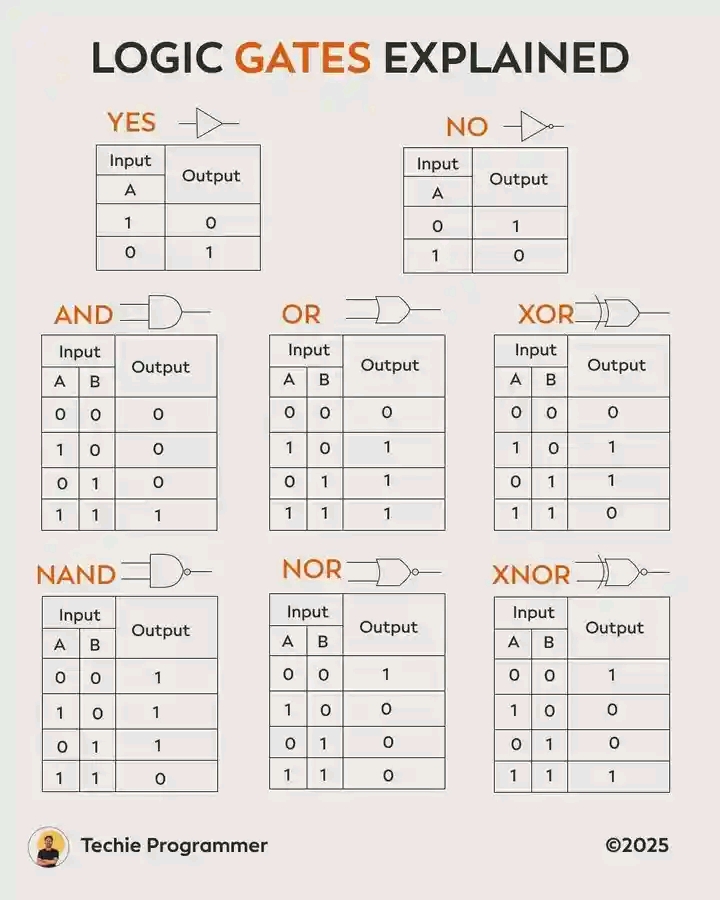 LOGIC GATES EXPLAINED
YES
Input Output
A
1 0
0 1
NO
Input Output
A
0 1
1 0
AND
Input Output
A B
0 0 0
1 0 0
0 1 0
1 1 1
OR
Input Output
A B
0 0 0
1 0 1
0 1 1
1 1 1
XOR
Input Output
A B
0 0 0
1 0 1
0 1 1
1 1 0
NAND
Input Output
A B
0 0 1
1 0 1
0 1 1
1 1 0
NOR
Input Output
A B
0 0 1
1 0 0
0 1 0
1 1 0
XNOR
Input Output
A B
0 0 1
1 0 0
0 1 0
1 1 1
Techie Programmer
©2025